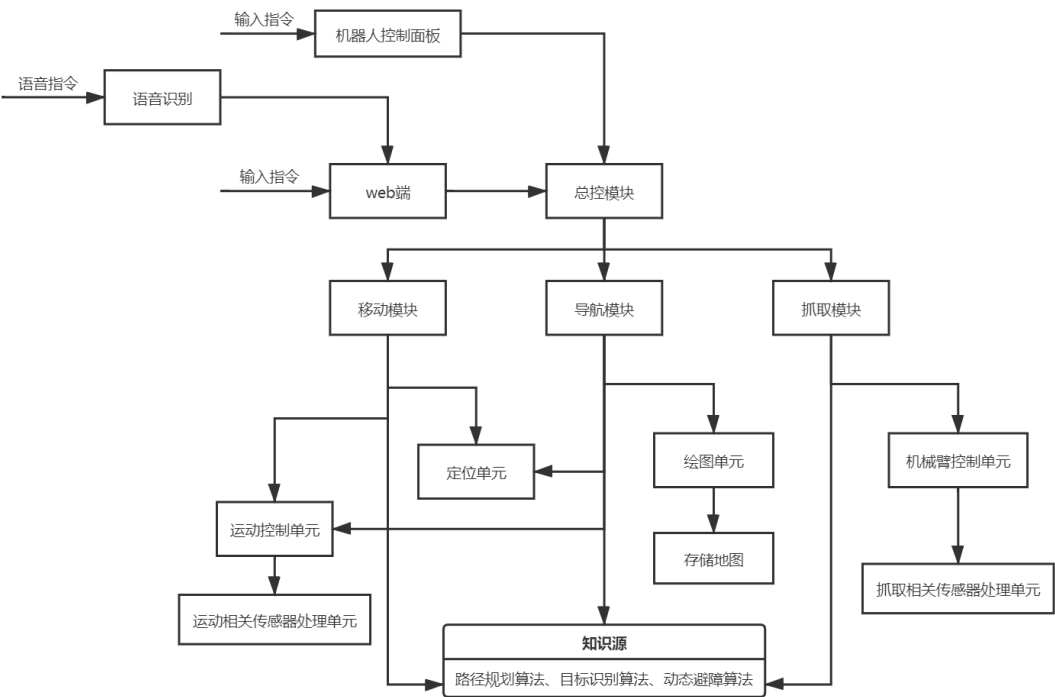 输入指令
机器人控制面板
语音指令
语音识别
输入指令
web端
总控模块
移动模块
导航模块
抓取模块
定位单元
绘图单元
机械臂控制单元
运动控制单元
存储地图
抓取相关传感器处理单元
运动相关传感器处理单元
知识源
路径规划算法、目标识别算法、动态避障算法